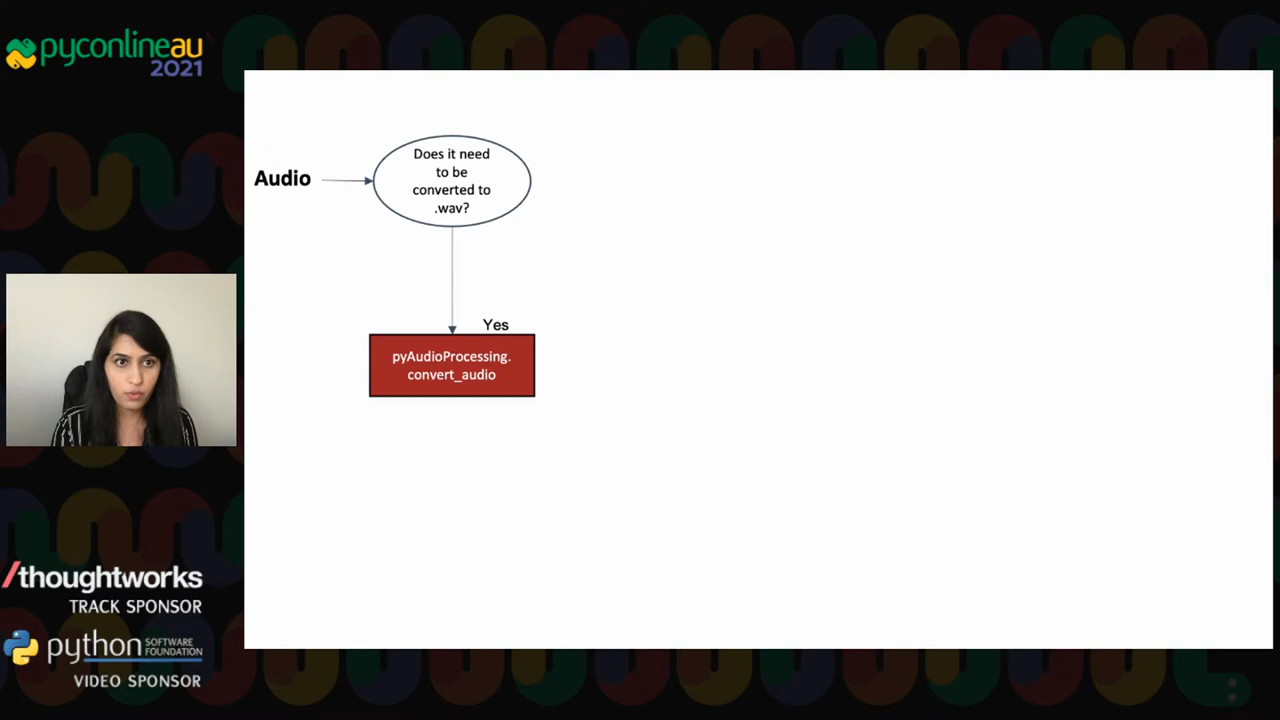 pyconlineau
2021
Audio
Does it need
to be
converted to
.wav?
Yes
pyAudioProcessing.
convert_audio
/thoughtworks
TRACK SPONSOR
python SOFTWARE
FOUNDATION
VIDEO SPONSOR